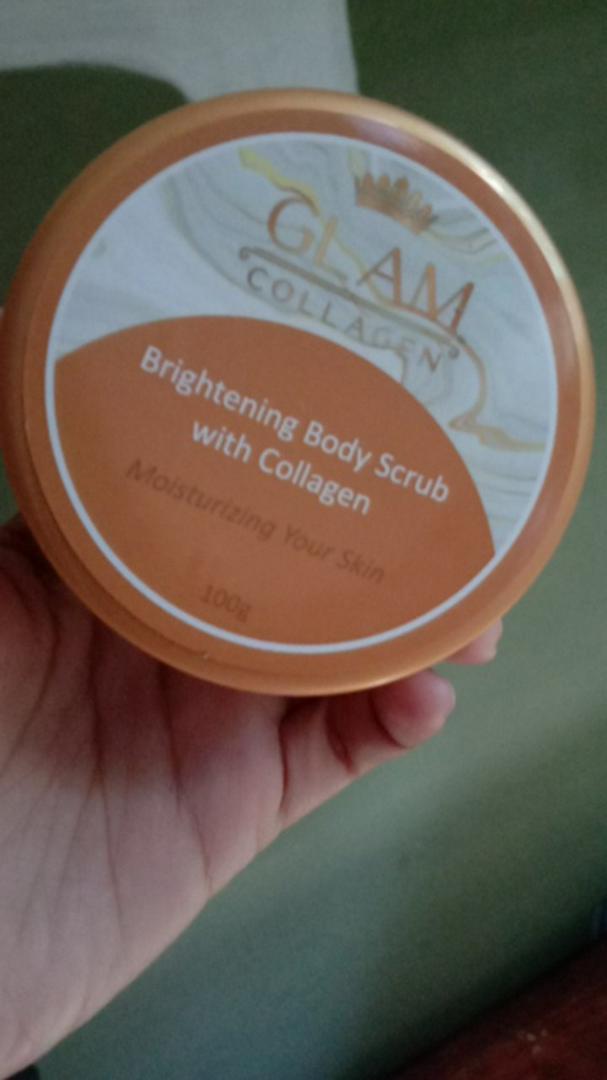 GLAM
COLLAGEN
Brightening Body Scrub
with Collagen
Moisturizing Your Skin
100g